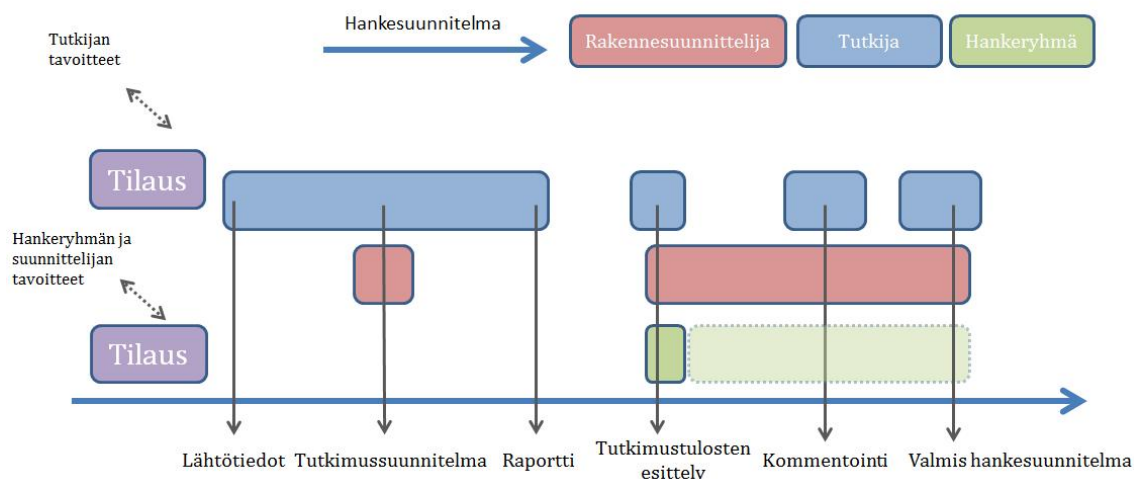 Hankesuunnitelma
Rakennesuunnittelija
Tutkija
Hankeryhmä
Tutkijan
tavoitteet
Tilaus
Hankeryhmän ja
suunnittelijan
tavoitteet
Tilaus
Lähtötiedot
Tutkimussuunnitelma
Raportti
Tutkimustulosten
esittely
Kommentointi
Valmis hankesuunnitelma